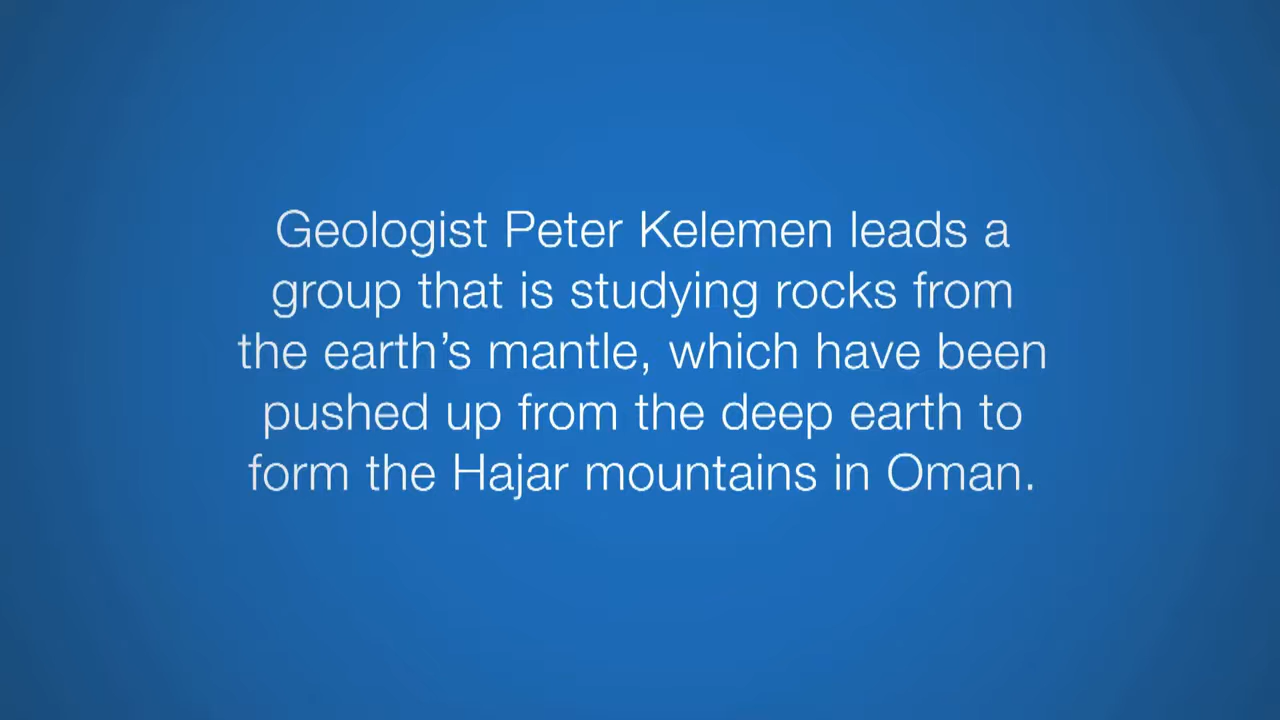 Geologist Peter Kelemen leads a
group that is studying rocks from
the earth’s mantle, which have been
pushed up from the deep earth to
form the Hajar mountains in Oman.